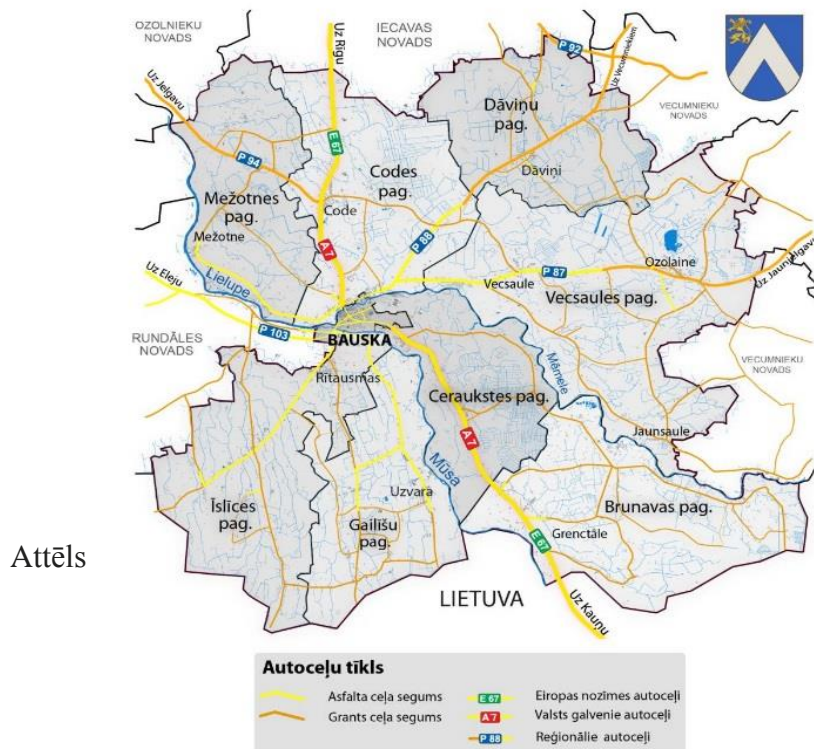 OZOLNIEKU
NOVADS
IECAVAS
NOVADS
Uz Rīgu
P 92
Uz Vecumniekiem
Uz Jelgavu
Dāviņu
pag.
VECUMNIEKU
NOVADS
E 67
P 94
Codes
pag.
Dāviņi
Mežotnes
pag.
Code
P 88
Mežotne
A 7
Ozolaine
Uz Jaunjelgavu
Uz Eleju
Lielupe
Vecsaule
P 87
Vecsaules pag.
RUNDĀLES
NOVADS
P 103
BAUSKA
Mēmele
VECUMNIEKU
NOVADS
Rītausmas
Ceraukstes pag.
Jaunsaule
A 7
Mūsa
Īslīces
pag.
Uzvara
Gailīšu
pag.
Brunavas pag.
Grenctāle
E 67
Attēls
LIETUVA
Uz Kauņu
Autoceļu tīkls
Asfalta ceļa segums
E 67 Eiropas nozīmes autoceļi
Grants ceļa segums
A 7 Valsts galvenie autoceļi
P 88 Reģionālie autoceļi